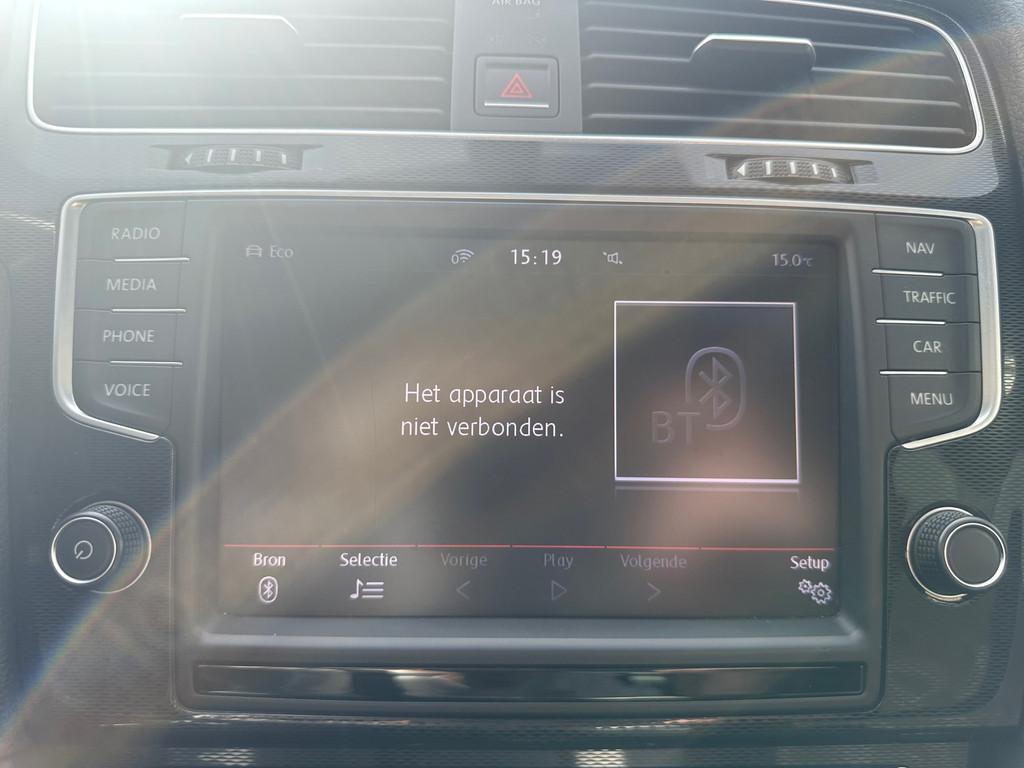 AIR BAG
RADIO
MEDIA
PHONE
VOICE
Eco
0
15:19
15.0°C
Het apparaat is
niet verbonden.
BT
Bron
Selectie
Vorige
Play
Volgende
Setup
NAV
TRAFFIC
CAR
MENU